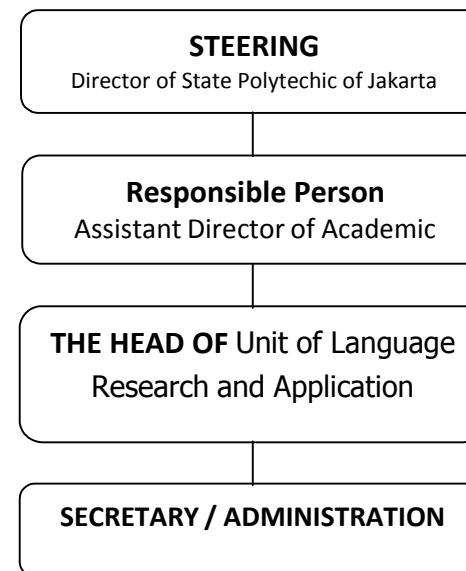 STEERING
Director of State Polytechic of Jakarta
Responsible Person
Assistant Director of Academic
THE HEAD OF Unit of Language
Research and Application
SECRETARY / ADMINISTRATION